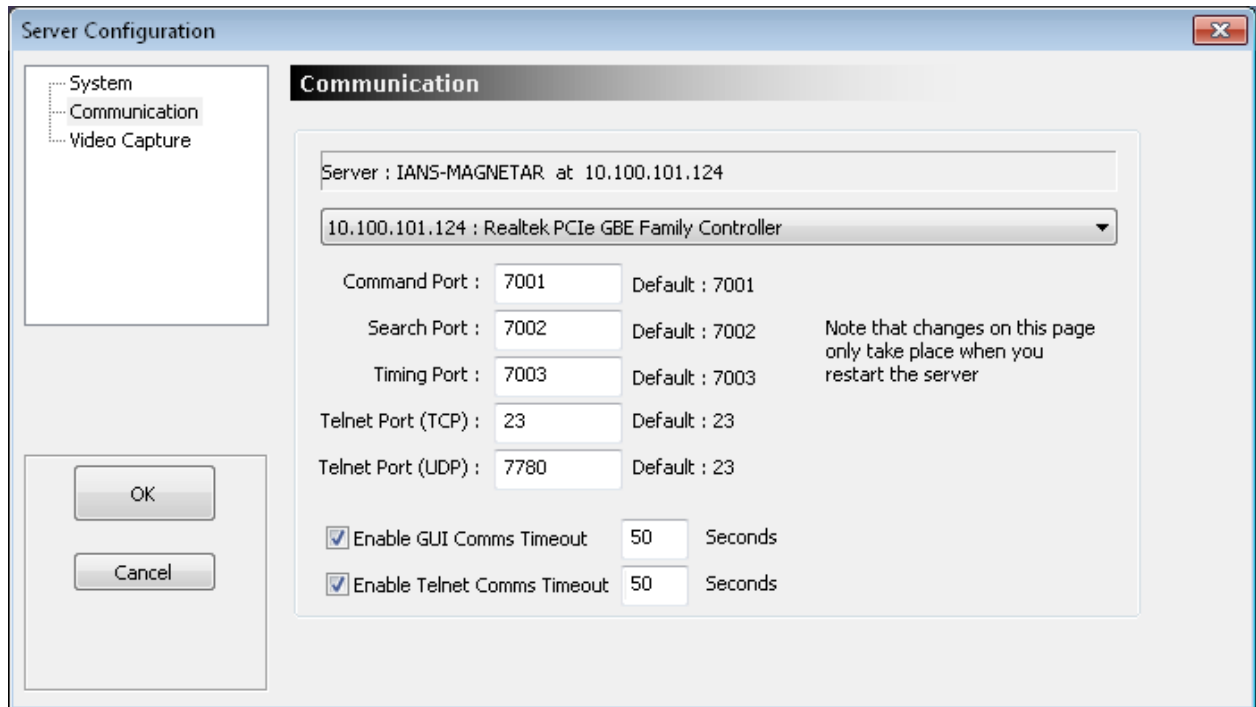 Server Configuration
System
Communication
Video Capture
Communication
Server : IANS-MAGNETAR at 10.100.101.124
10.100.101.124 : Realtek PCIe GBE Family Controller
Command Port : 7001 Default : 7001
Search Port : 7002 Default : 7002
Timing Port : 7003 Default : 7003
Telnet Port (TCP) : 23 Default : 23
Telnet Port (UDP) : 7780 Default : 23
Note that changes on this page
only take place when you
restart the server
Enable GUI Comms Timeout 50 Seconds
Enable Telnet Comms Timeout 50 Seconds
OK
Cancel